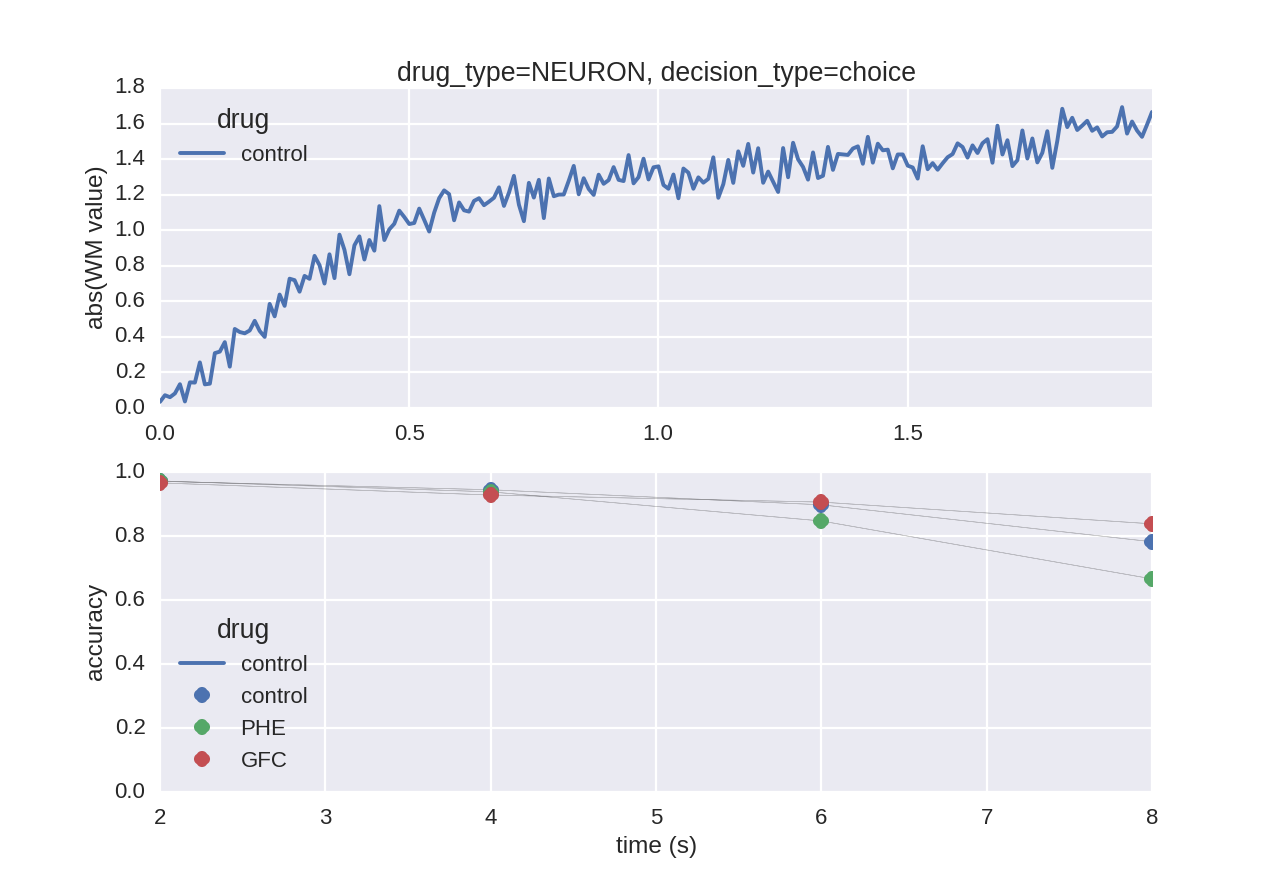 drug_type=NEURON, decision_type=choice
1.8
1.6
1.4
1.2
1.0
0.8
0.6
0.4
0.2
0.0
abs(WM value)
drug
control
0.0 0.5 1.0 1.5
1.0
0.8
0.6
0.4
0.2
0.0
accuracy
drug
control
control
PHE
GFC
2 3 4 5 6 7 8
time (s)